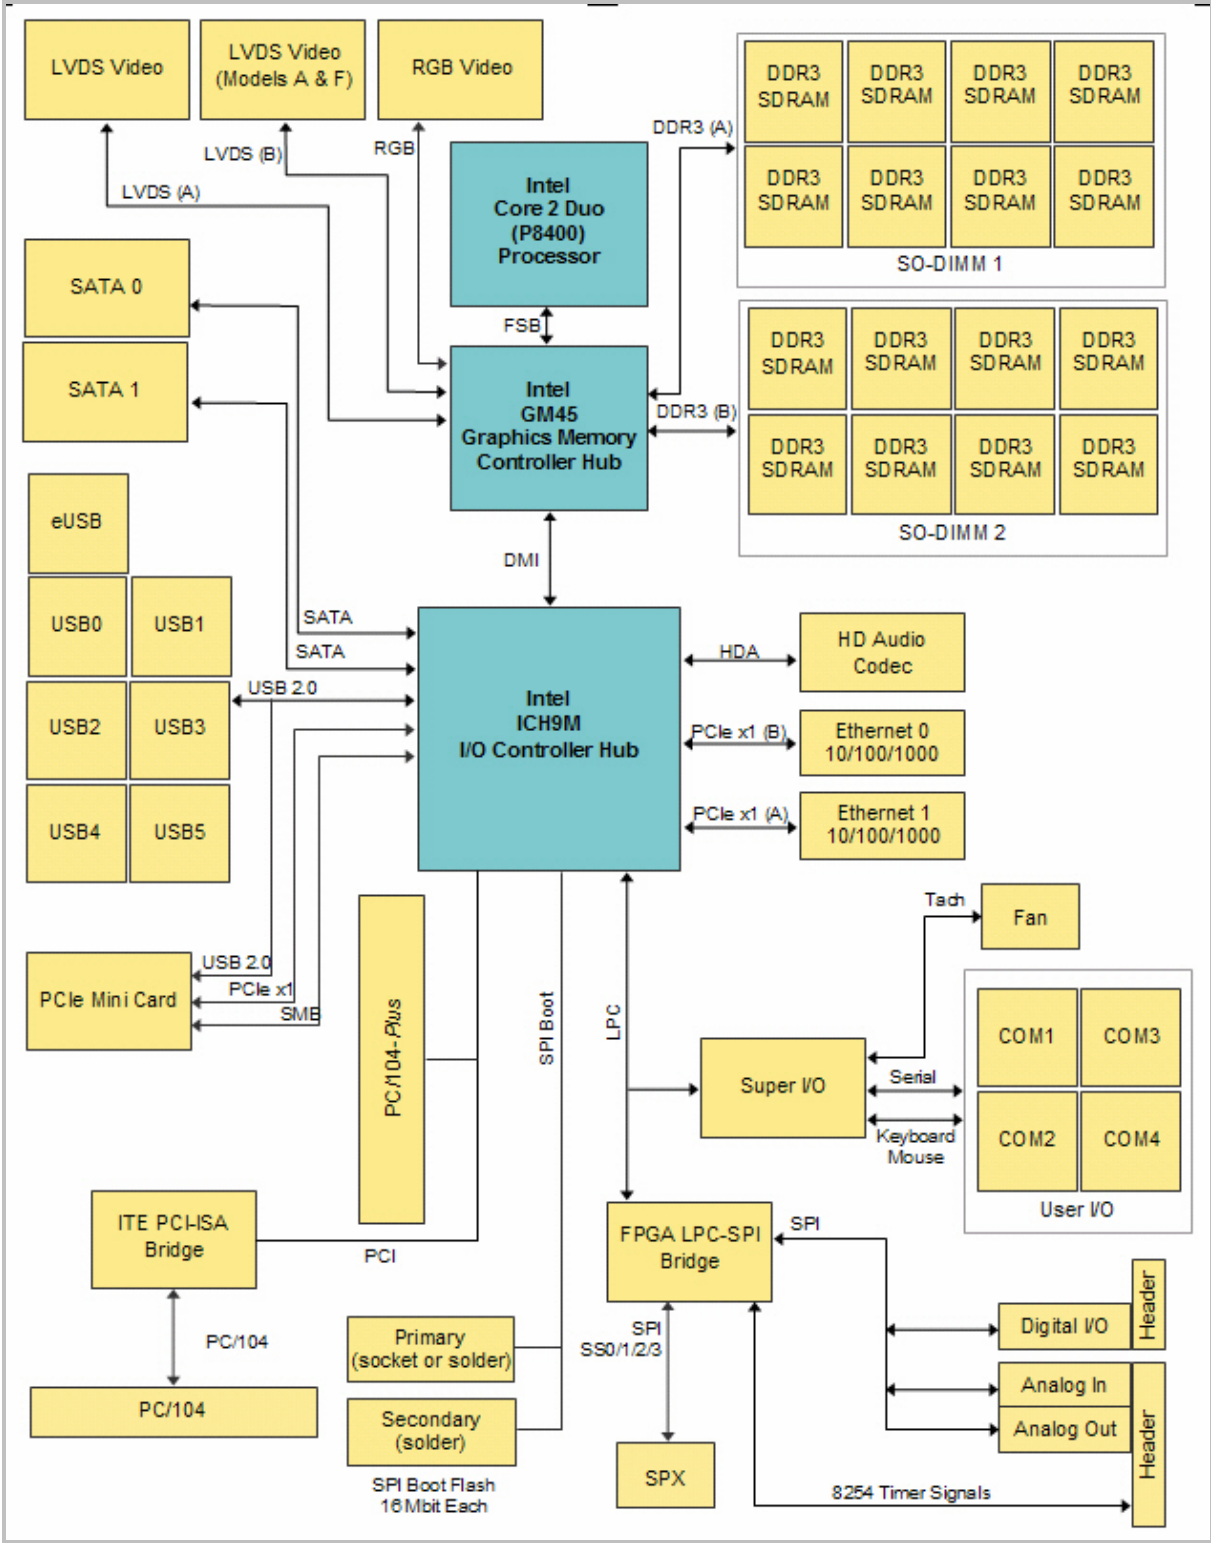 LVDS Video
LVDS Video
(Models A & F)
RGB Video
LVDS (A)
LVDS (B)
RGB
Intel
Core 2 Duo
(P8400)
Processor
DDR3 (A)
DDR3
SDRAM
DDR3
SDRAM
DDR3
SDRAM
DDR3
SDRAM
DDR3
SDRAM
DDR3
SDRAM
DDR3
SDRAM
DDR3
SDRAM
SO-DIMM 1
SATA 0
SATA 1
FSB
Intel
GM45
Graphics Memory
Controller Hub
DDR3 (B)
DDR3
SDRAM
DDR3
SDRAM
DDR3
SDRAM
DDR3
SDRAM
DDR3
SDRAM
DDR3
SDRAM
DDR3
SDRAM
DDR3
SDRAM
SO-DIMM 2
DMI
eUSB
USB0
USB1
USB2
USB3
USB4
USB5
SATA
SATA
USB 2.0
Intel
ICH9M
I/O Controller Hub
HDA
HD Audio
Codec
PCIe x1 (B)
Ethernet 0
10/100/1000
PCIe x1 (A)
Ethernet 1
10/100/1000
PCIe Mini Card
USB 2.0
PCIe x1
SMB
PC/104-Plus
SPI Boot
LPC
Tach
Fan
Super I/O
Serial
Keyboard
Mouse
COM1
COM3
COM2
COM4
User I/O
ITE PCI-ISA
Bridge
PCI
PC/104
PC/104
FPGA LPC-SPI
Bridge
SPI
SPI
SS0/1/2/3
SPX
Primary
(socket or solder)
Secondary
(solder)
SPI Boot Flash
16 Mbit Each
Digital I/O
Header
Analog In
Analog Out
Header
8254 Timer Signals